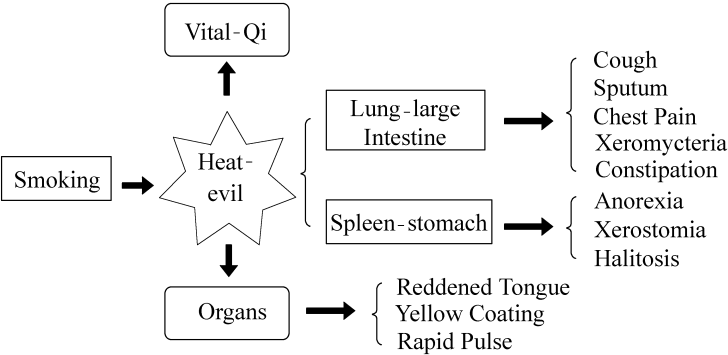 Vital-Qi
Smoking
Heat-
evil
Lung-large
Intestine
Cough
Sputum
Chest Pain
Xeromycteria
Constipation
Spleen-stomach
Anorexia
Xerostomia
Halitosis
Organs
Reddened Tongue
Yellow Coating
Rapid Pulse